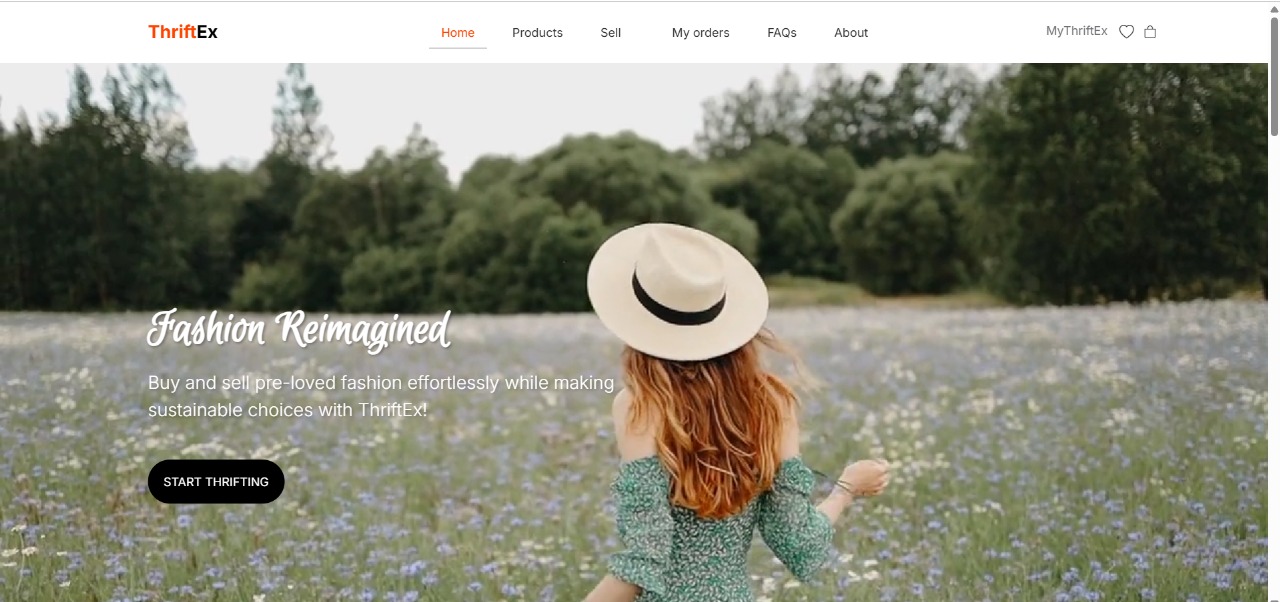 ThriftEx Home Products Sell My orders FAQs About MyThriftEx
Fashion Reimagined
Buy and sell pre-loved fashion effortlessly while making
sustainable choices with ThriftEx!
START THRIFTING